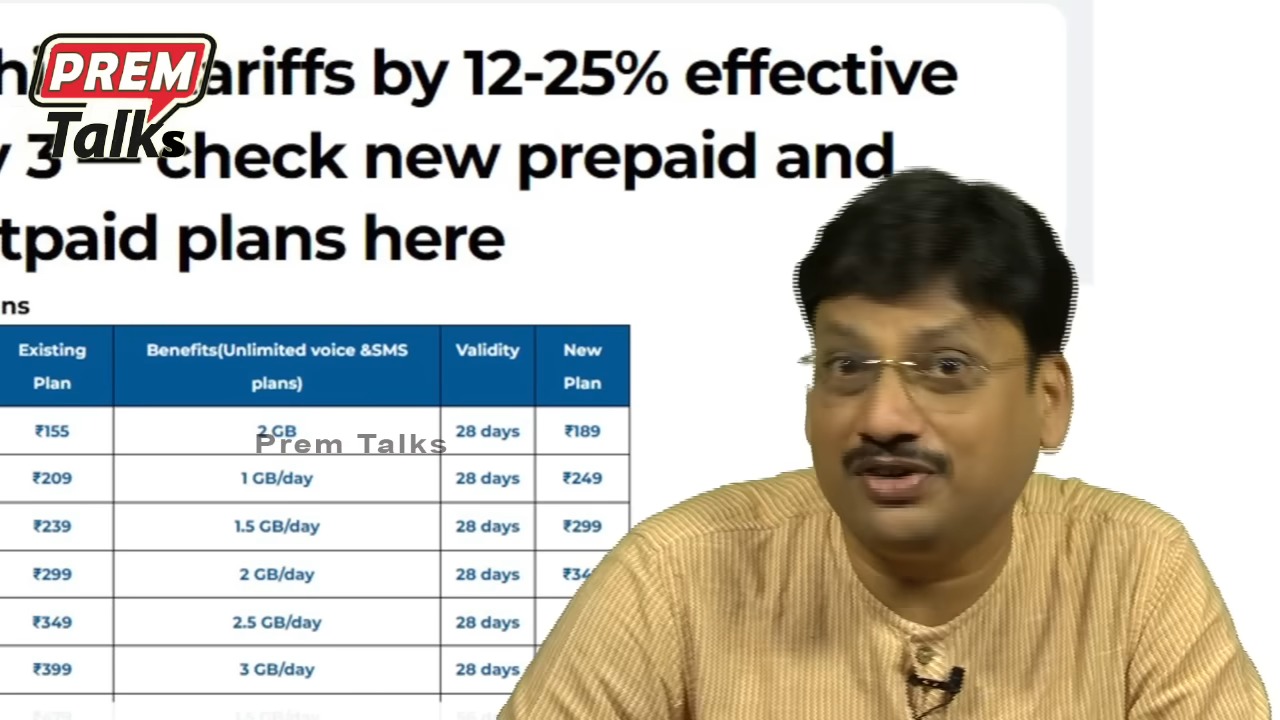 PREM
Talks
ariffs by 12-25% effective
3
check new prepaid and
tpaid plans here
ns
Existing Plan
Benefits(Unlimited voice &SMS plans)
Validity
New Plan
₹155 2 GB 28 days ₹189
Prem Talks
₹209 1 GB/day 28 days ₹249
₹239 1.5 GB/day 28 days ₹299
₹299 2 GB/day 28 days
₹349 2.5 GB/day 28 days
₹399 3 GB/day 28 days